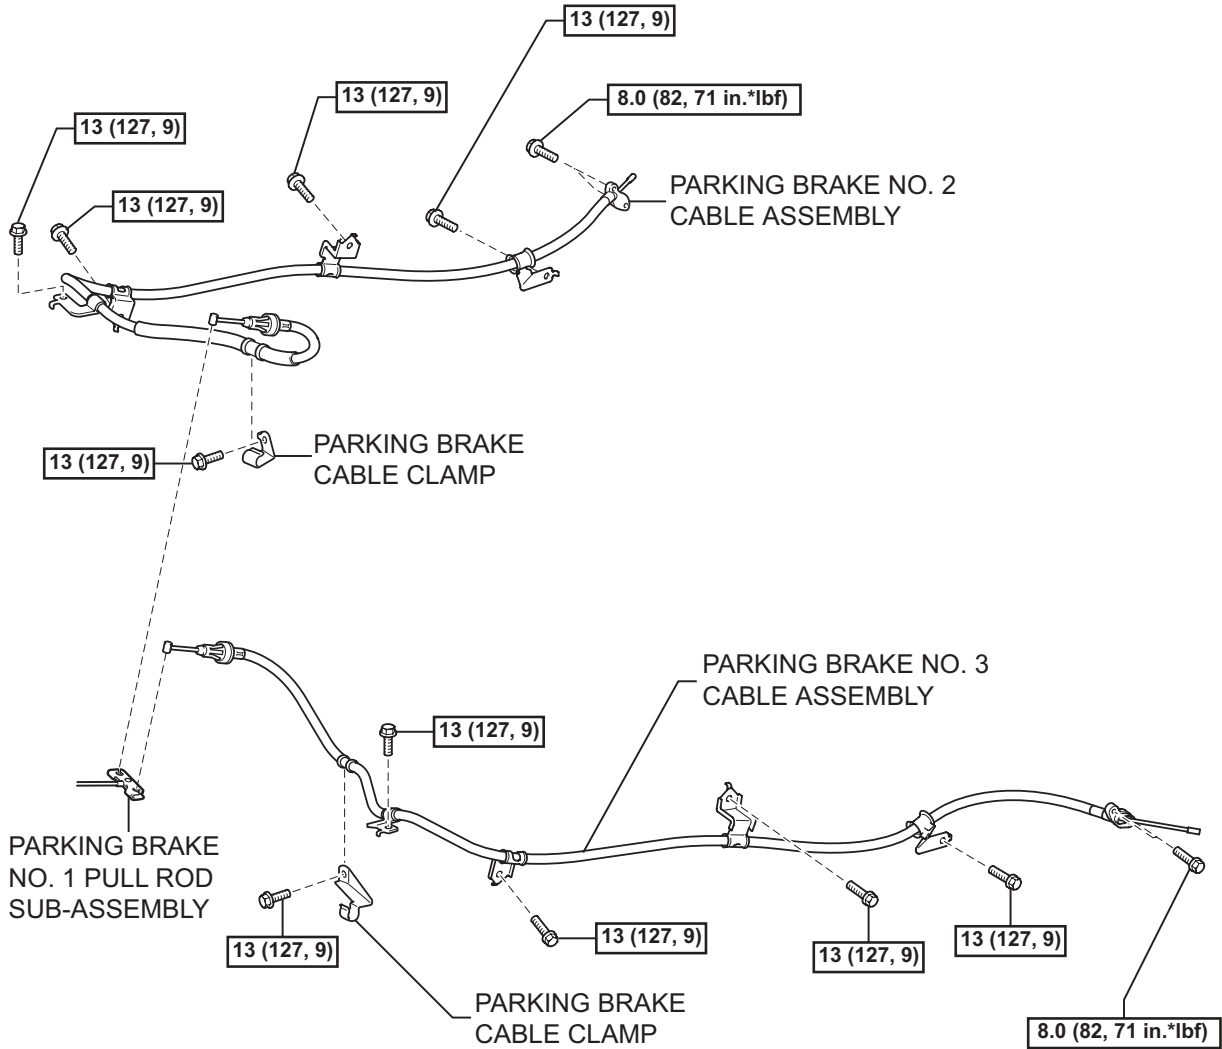 13 (127, 9)
13 (127, 9)
8.0 (82, 71 in.*lbf)
13 (127, 9)
13 (127, 9)
PARKING BRAKE NO. 2
CABLE ASSEMBLY
PARKING BRAKE
CABLE CLAMP
13 (127, 9)
PARKING BRAKE NO. 3
CABLE ASSEMBLY
13 (127, 9)
PARKING BRAKE
NO. 1 PULL ROD
SUB-ASSEMBLY
13 (127, 9)
13 (127, 9)
13 (127, 9)
13 (127, 9)
PARKING BRAKE
CABLE CLAMP
8.0 (82, 71 in.*lbf)